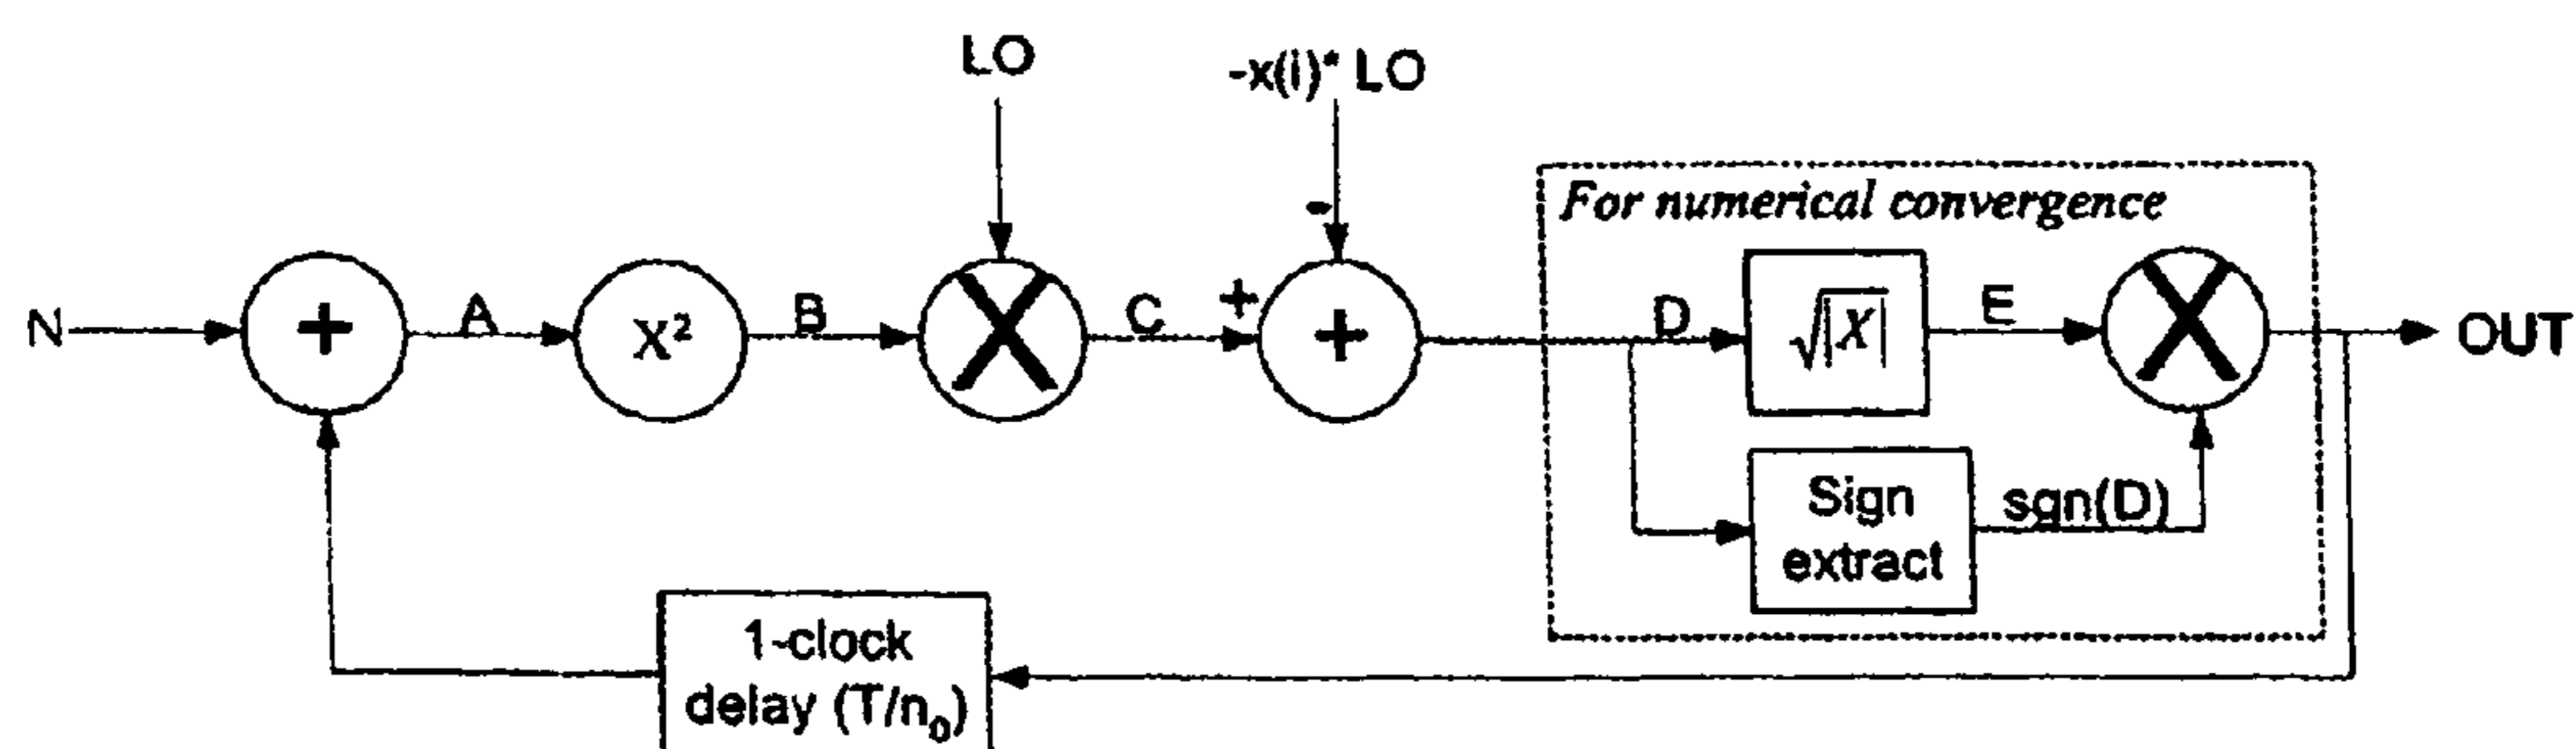 LO
-x(i)* LO
For numerical convergence
N
+
A
X²
B
X
C
+
-
+
D
√|X|
E
X
OUT
Sign
extract
sgn(D)
1-clock
delay (T/n₀)